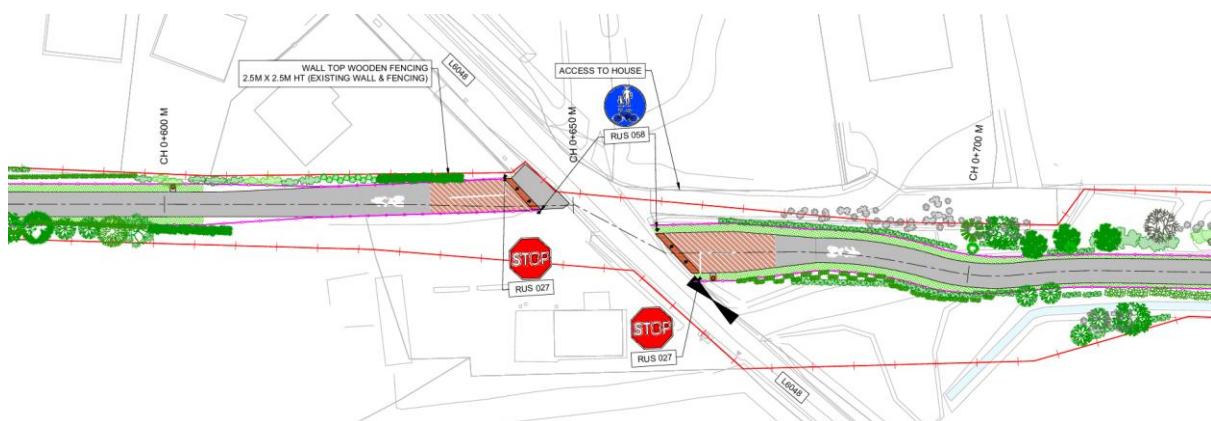 WALL TOP WOODEN FENCING
2.5M X 2.5M HT (EXISTING WALL & FENCING)
L6048
ACCESS TO HOUSE
CH 0+600 M
CH 0+650 M
RUS 058
CH 0+700 M
STOP
RUS 027
STOP
RUS 027
L6048